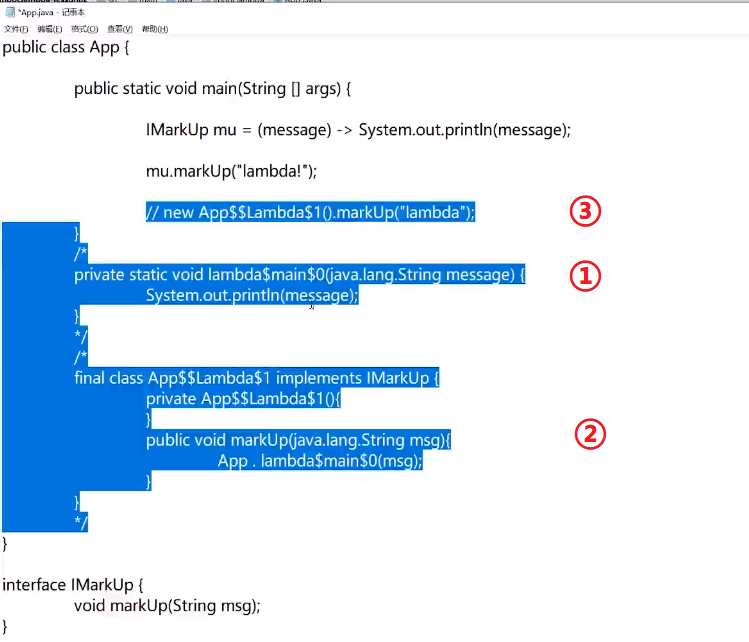 *App.java - 记事本
文件(F) 编辑(E) 格式(O) 查看(V) 帮助(H)
public class App {
public static void main(String [] args) {
IMarkUp mu = (message) -> System.out.println(message);
mu.markUp("lambda!");
// new App$$Lambda$1().markUp("lambda"); ③
}
/*
private static void lambda$main$0(java.lang.String message) { ①
System.out.println(message);
}
*/
/*
final class App$$Lambda$1 implements IMarkUp {
private App$$Lambda$1(){
}
public void markUp(java.lang.String msg){ ②
App . lambda$main$0(msg);
}
}
*/
}
interface IMarkUp {
void markUp(String msg);
}